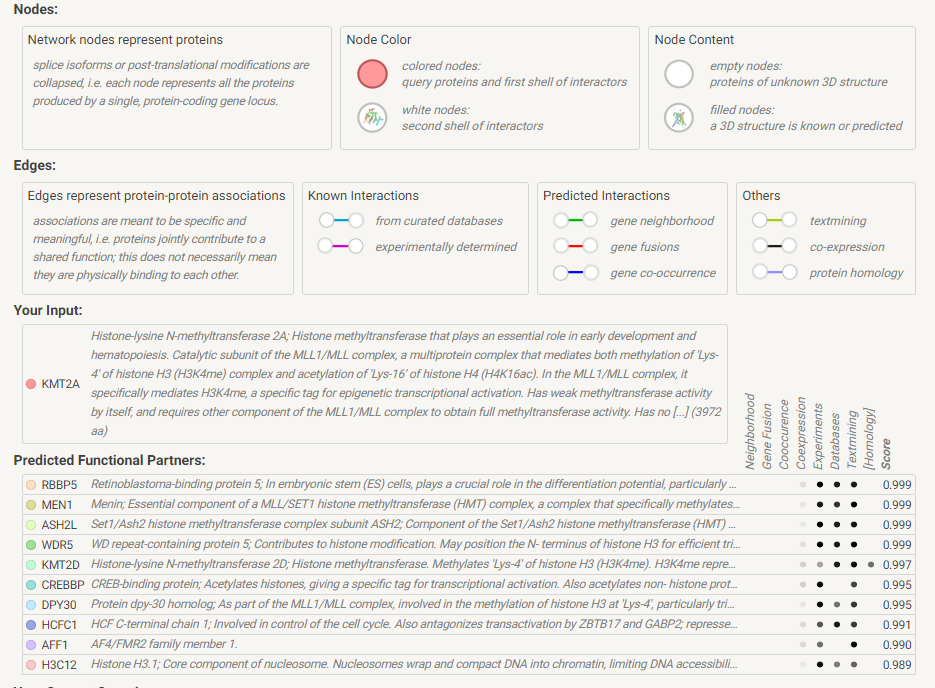 Nodes:
Network nodes represent proteins
splice isoforms or post-translational modifications are
collapsed, i.e. each node represents all the proteins
produced by a single, protein-coding gene locus.
Node Color
colored nodes:
query proteins and first shell of interactors
white nodes:
second shell of interactors
Node Content
empty nodes:
proteins of unknown 3D structure
filled nodes:
a 3D structure is known or predicted
Edges:
Edges represent protein-protein associations
associations are meant to be specific and
meaningful, i.e. proteins jointly contribute to a
shared function; this does not necessarily mean
they are physically binding to each other.
Known Interactions
from curated databases
experimentally determined
Predicted Interactions
gene neighborhood
gene fusions
gene co-occurrence
Others
textmining
co-expression
protein homology
Your Input:
KMT2A
Histone-lysine N-methyltransferase 2A; Histone methyltransferase that plays an essential role in early development and
hematopoiesis. Catalytic subunit of the MLL1/MLL complex, a multiprotein complex that mediates both methylation of 'Lys-
4' of histone H3 (H3K4me) complex and acetylation of 'Lys-16' of histone H4 (H4K16ac). In the MLL1/MLL complex, it
specifically mediates H3K4me, a specific tag for epigenetic transcriptional activation. Has weak methyltransferase activity
by itself, and requires other component of the MLL1/MLL complex to obtain full methyltransferase activity. Has no [...] (3972
aa)
Neighborhood
Gene Fusion
Cooccurence
Coexpression
Experiments
Databases
Textmining
[Homology]
Score
Predicted Functional Partners:
RBBP5 Retinoblastoma-binding protein 5; In embryonic stem (ES) cells, plays a crucial role in the differentiation potential, particularly ... 0.999
MEN1 Menin; Essential component of a MLL/SET1 histone methyltransferase (HMT) complex, a complex that specifically methylates... 0.999
ASH2L Set1/Ash2 histone methyltransferase complex subunit ASH2; Component of the Set1/Ash2 histone methyltransferase (HMT) ... 0.999
WDR5 WD repeat-containing protein 5; Contributes to histone modification. May position the N- terminus of histone H3 for efficient tri... 0.999
KMT2D Histone-lysine N-methyltransferase 2D; Histone methyltransferase. Methylates 'Lys-4' of histone H3 (H3K4me). H3K4me repre... 0.997
CREBBP CREB-binding protein; Acetylates histones, giving a specific tag for transcriptional activation. Also acetylates non- histone prot... 0.995
DPY30 Protein dpy-30 homolog; As part of the MLL1/MLL complex, involved in the methylation of histone H3 at 'Lys-4', particularly tri... 0.995
HCFC1 HCF C-terminal chain 1; Involved in control of the cell cycle. Also antagonizes transactivation by ZBTB17 and GABP2; represse... 0.991
AFF1 AF4/FMR2 family member 1. 0.990
H3C12 Histone H3.1; Core component of nucleosome. Nucleosomes wrap and compact DNA into chromatin, limiting DNA accessibili... 0.989